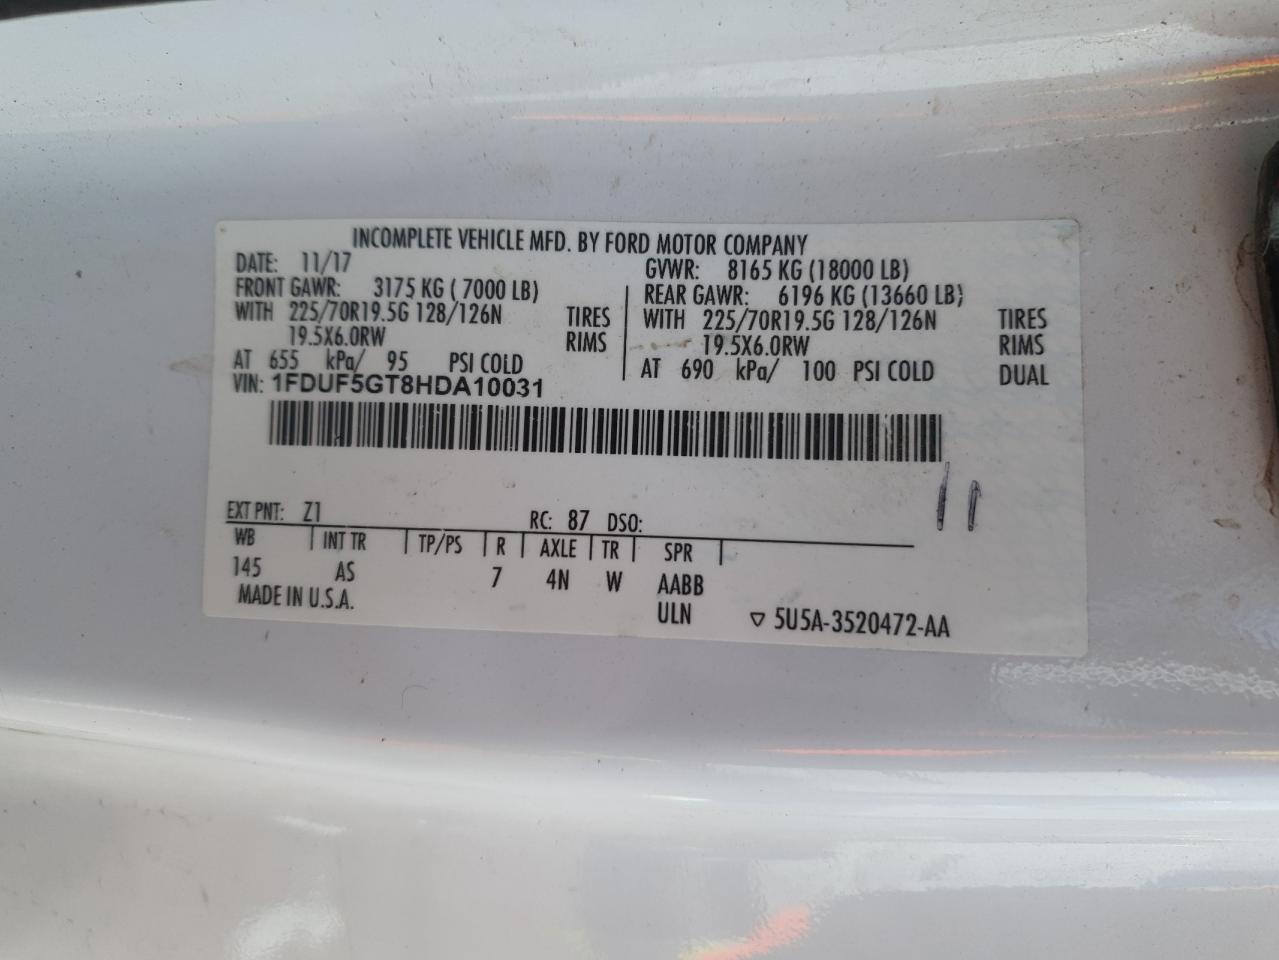 INCOMPLETE VEHICLE MFD. BY FORD MOTOR COMPANY
DATE: 11/17 GVWR: 8165 KG (18000 LB)
FRONT GAWR: 3175 KG ( 7000 LB) REAR GAWR: 6196 KG (13660 LB)
WITH 225/70R19.5G 128/126N TIRES WITH 225/70R19.5G 128/126N TIRES
19.5X6.0RW RIMS 19.5X6.0RW RIMS
AT 655 kPa/ 95 PSI COLD AT 690 kPa/ 100 PSI COLD DUAL
VIN: 1FDUF5GT8HDA10031
11
EXT PNT: Z1 RC: 87 DSO:
WB INT TR TP/PS R AXLE TR SPR
145 AS 7 4N W AABB
MADE IN U.S.A. ULN ▽ 5U5A-3520472-AA